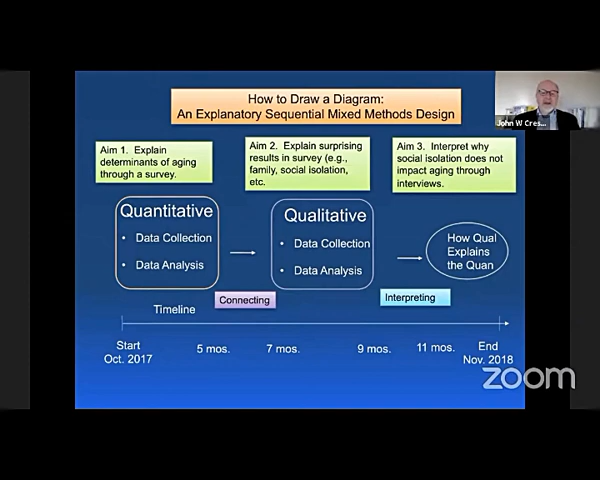 How to Draw a Diagram:
An Explanatory Sequential Mixed Methods Design
John W Cres...
Aim 1. Explain
determinants of aging
through a survey.
Aim 2. Explain surprising
results in survey (e.g.,
family, social isolation,
etc.
Aim 3. Interpret why
social isolation does not
impact aging through
interviews.
Quantitative
• Data Collection
• Data Analysis
Qualitative
• Data Collection
• Data Analysis
How Qual
Explains
the Quan
Connecting
Interpreting
Timeline
Start
Oct. 2017
5 mos.
7 mos.
9 mos.
11 mos.
End
Nov. 2018
zoom